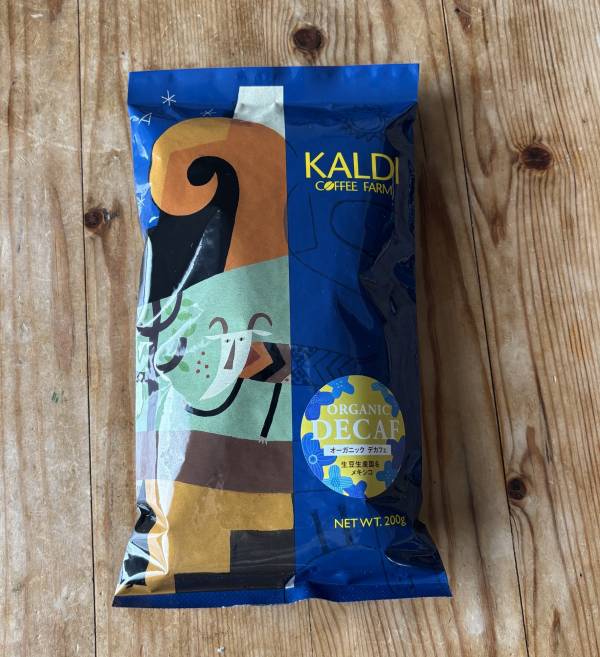 KALDI
COFFEE FARM
ORGANIC
DECAF
オーガニック デカフェ
生豆生産国名
メキシコ
NET WT. 200g